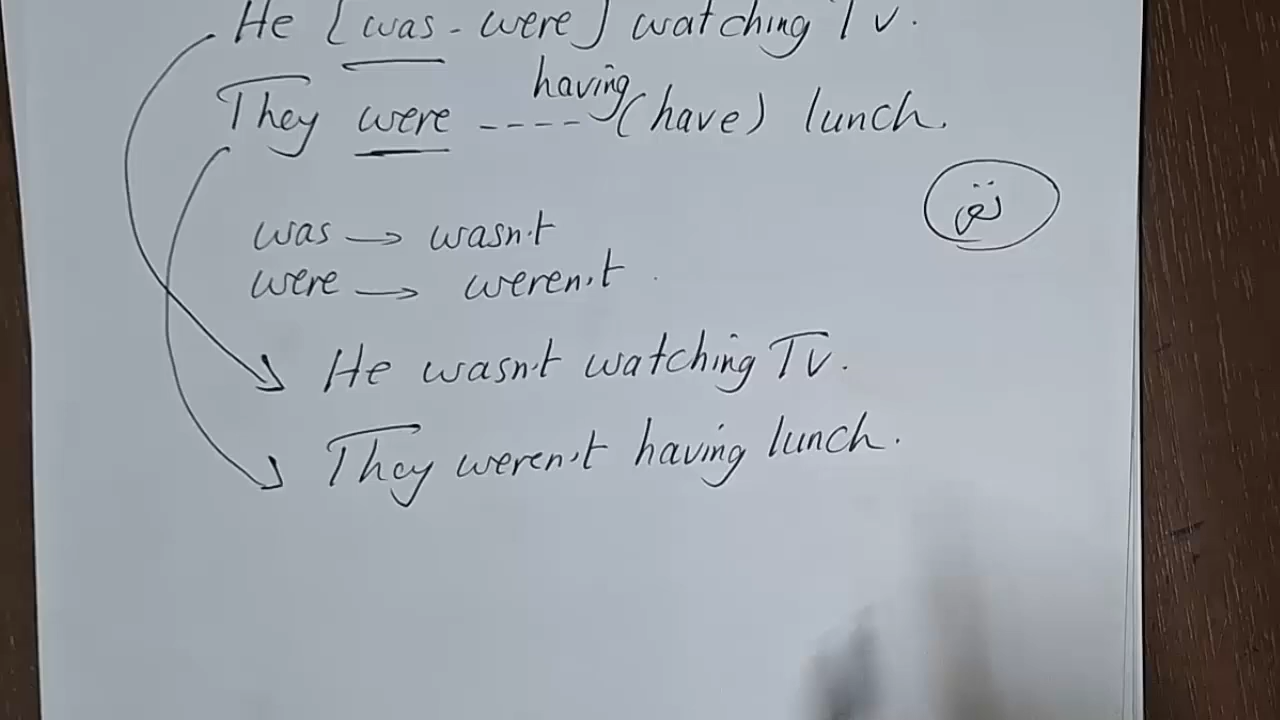 He [was - were] watching Tv.
having
They were ---- (have) lunch.
was → wasn't
were → weren't
He wasn't watching Tv.
They weren't having lunch.